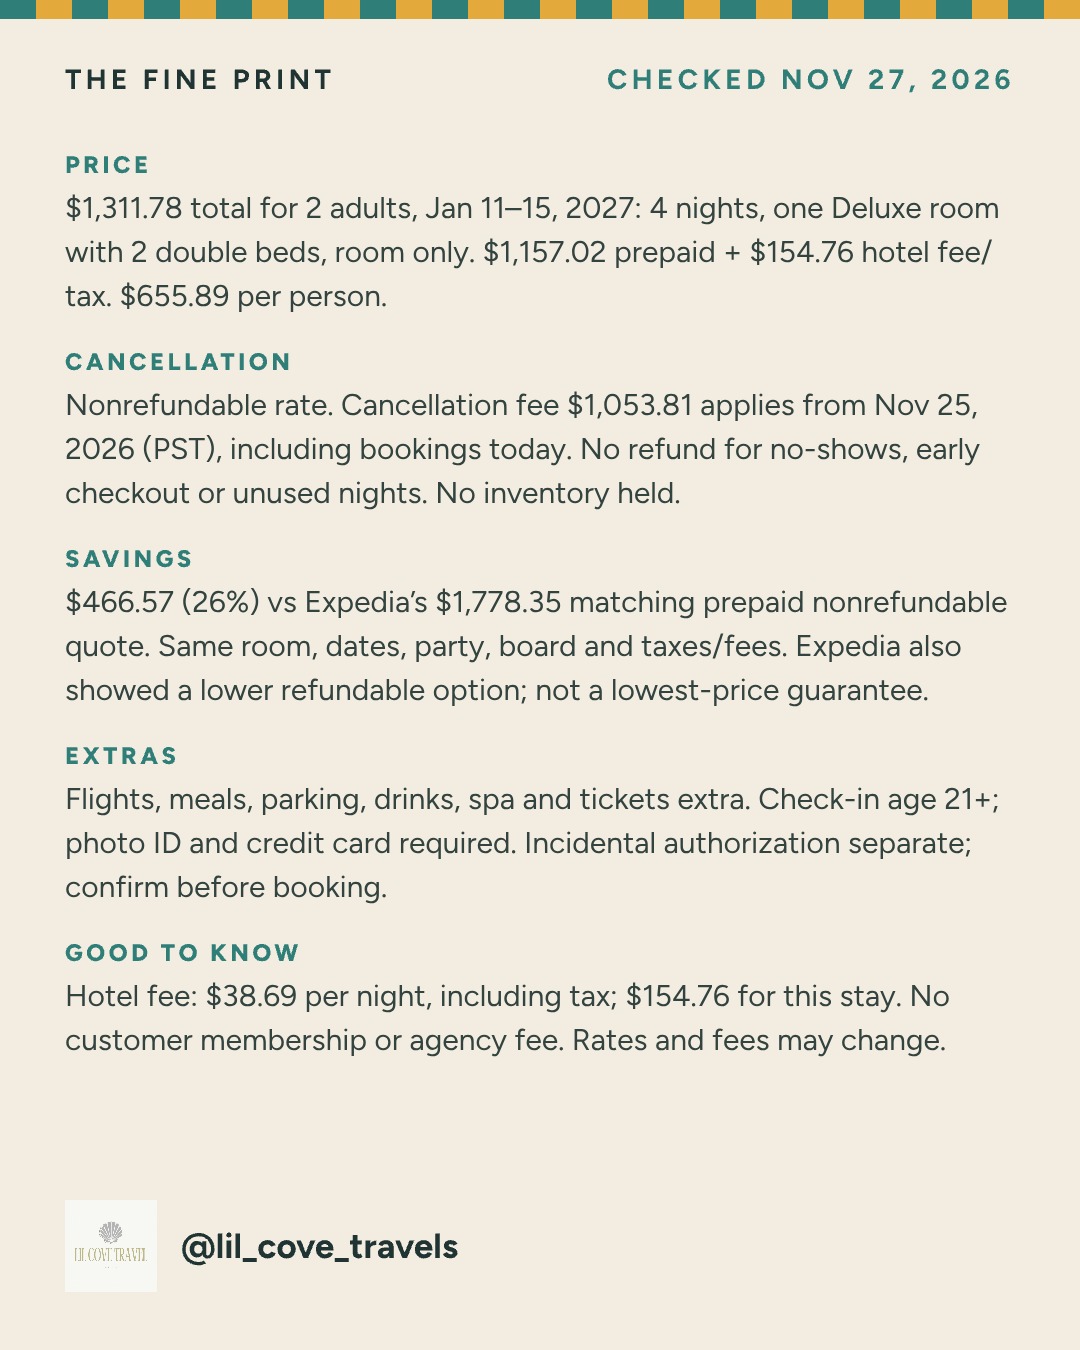 THE FINE PRINT
CHECKED NOV 27, 2026
PRICE
$1,311.78 total for 2 adults, Jan 11–15, 2027: 4 nights, one Deluxe room
with 2 double beds, room only. $1,157.02 prepaid + $154.76 hotel fee/
tax. $655.89 per person.
CANCELLATION
Nonrefundable rate. Cancellation fee $1,053.81 applies from Nov 25,
2026 (PST), including bookings today. No refund for no-shows, early
checkout or unused nights. No inventory held.
SAVINGS
$466.57 (26%) vs Expedia’s $1,778.35 matching prepaid nonrefundable
quote. Same room, dates, party, board and taxes/fees. Expedia also
showed a lower refundable option; not a lowest-price guarantee.
EXTRAS
Flights, meals, parking, drinks, spa and tickets extra. Check-in age 21+;
photo ID and credit card required. Incidental authorization separate;
confirm before booking.
GOOD TO KNOW
Hotel fee: $38.69 per night, including tax; $154.76 for this stay. No
customer membership or agency fee. Rates and fees may change.
LIL COVE TRAVEL
@lil_cove_travels